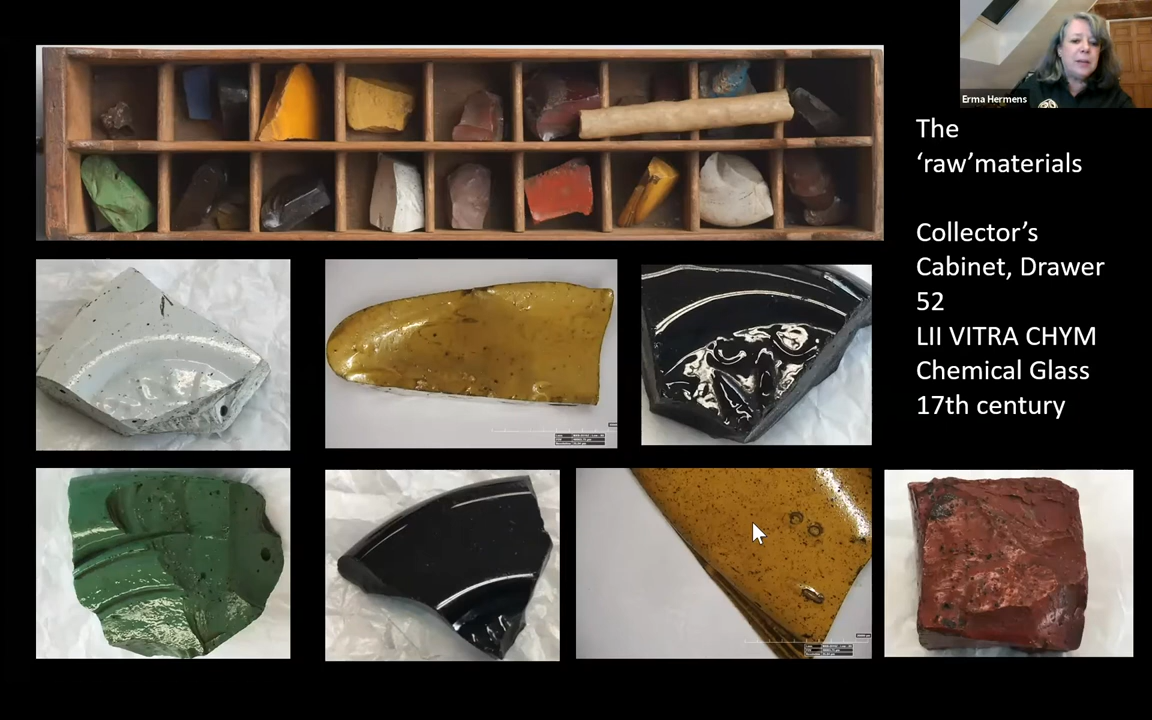 Erma Hermens
The
‘raw’materials
Collector’s
Cabinet, Drawer
52
LII VITRA CHYM
Chemical Glass
17th century